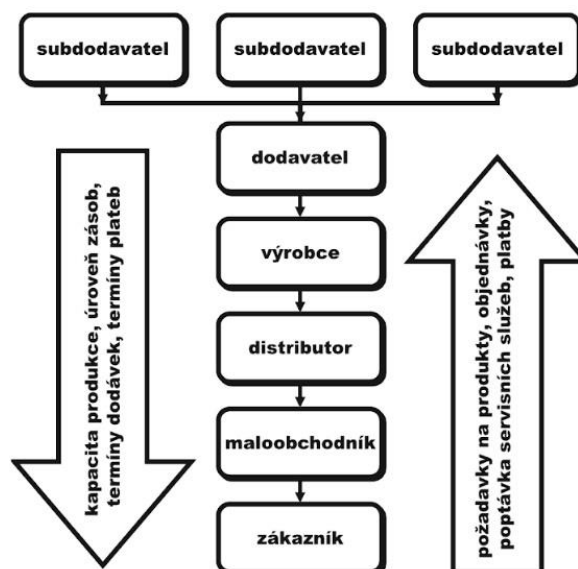 subdodavatel
subdodavatel
subdodavatel
dodavatel
výrobce
distributor
maloobchodník
zákazník
kapacita produkce, úroveň zásob,
termíny dodávek, termíny plateb
požadavky na produkty, objednávky,
poptávka servisních služeb, platby